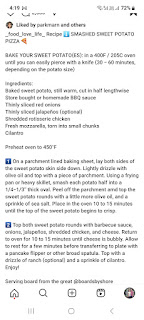 4:19
72%
Liked by parkmarn and others
_food_love_life_ Recipe ⬇️ SMASHED SWEET POTATO
PIZZA 🍕
BAKE YOUR SWEET POTATO(ES): in a 400F / 205C oven
until you can easily pierce with a knife (30 – 60 minutes,
depending on the potato size)
Ingredients:
Baked sweet potato, still warm, cut in half lengthwise
Store bought or homemade BBQ sauce
Thinly sliced red onions
Thinly sliced jalapeños (optional)
Shredded rotisserie chicken
Fresh mozzarella, torn into small chunks
Cilantro
Preheat oven to 450˚F
1️⃣ On a parchment lined baking sheet, lay both sides of
the sweet potato skin side down. Lightly drizzle with
olive oil and top with a piece of parchment. Using a frying
pan or heavy skillet, smash each potato half into a
1/4-1/3" thick vessel. Peel off the parchment and top the
sweet potato rounds with a little more olive oil, and a
sprinkle of sea salt. Place in the oven 10 to 15 minutes
until the top of the sweet potato begins to crisp.
2️⃣ Top both sweet potato rounds with barbecue sauce,
onions, jalapeños, shredded chicken, and cheese. Return
to oven for 10 to 15 minutes until cheese is bubbly. Allow
to rest for a few minutes before transferring to plate with
a pancake flipper or other broad spatula. Top with a
drizzle of ranch (optional) and a sprinkle of cilantro.
Enjoy!
Serving board from the great @boardsbyshore